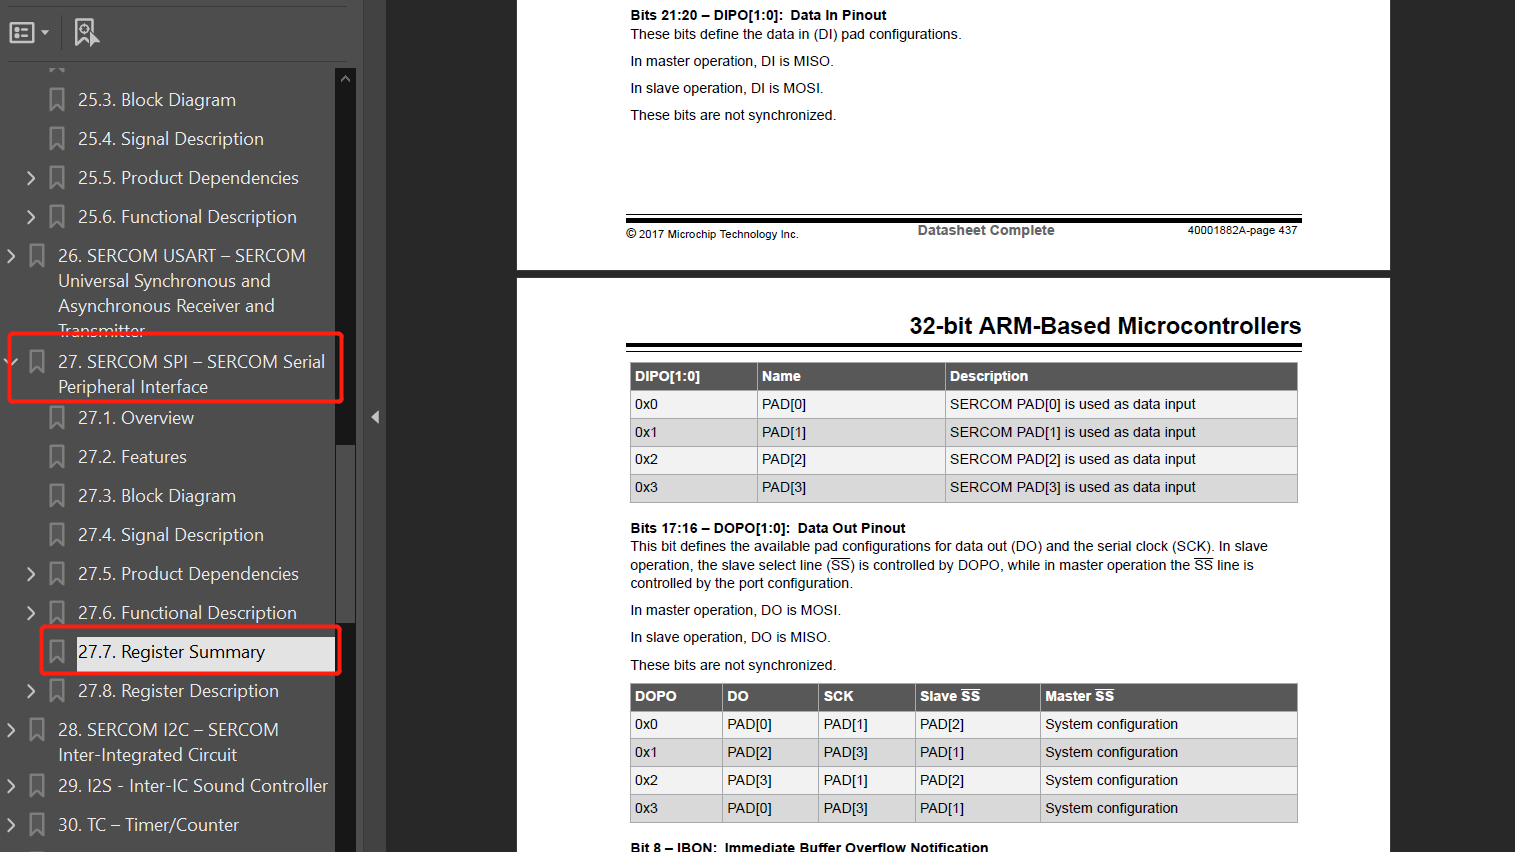 25.3. Block Diagram
25.4. Signal Description
25.5. Product Dependencies
25.6. Functional Description
26. SERCOM USART – SERCOM
Universal Synchronous and
Asynchronous Receiver and
Transmitter
27. SERCOM SPI – SERCOM Serial
Peripheral Interface
27.1. Overview
27.2. Features
27.3. Block Diagram
27.4. Signal Description
27.5. Product Dependencies
27.6. Functional Description
27.7. Register Summary
27.8. Register Description
28. SERCOM I2C – SERCOM
Inter-Integrated Circuit
29. I2S - Inter-IC Sound Controller
30. TC – Timer/Counter
Bits 21:20 – DIPO[1:0]: Data In Pinout
These bits define the data in (DI) pad configurations.
In master operation, DI is MISO.
In slave operation, DI is MOSI.
These bits are not synchronized.
© 2017 Microchip Technology Inc. Datasheet Complete 40001882A-page 437
32-bit ARM-Based Microcontrollers
DIPO[1:0] Name Description
0x0 PAD[0] SERCOM PAD[0] is used as data input
0x1 PAD[1] SERCOM PAD[1] is used as data input
0x2 PAD[2] SERCOM PAD[2] is used as data input
0x3 PAD[3] SERCOM PAD[3] is used as data input
Bits 17:16 – DOPO[1:0]: Data Out Pinout
This bit defines the available pad configurations for data out (DO) and the serial clock (SCK). In slave
operation, the slave select line (SS) is controlled by DOPO, while in master operation the SS line is
controlled by the port configuration.
In master operation, DO is MOSI.
In slave operation, DO is MISO.
These bits are not synchronized.
DOPO DO SCK Slave SS Master SS
0x0 PAD[0] PAD[1] PAD[2] System configuration
0x1 PAD[2] PAD[3] PAD[1] System configuration
0x2 PAD[3] PAD[1] PAD[2] System configuration
0x3 PAD[0] PAD[3] PAD[1] System configuration
Bit 8 – IBON: Immediate Buffer Overflow Notification